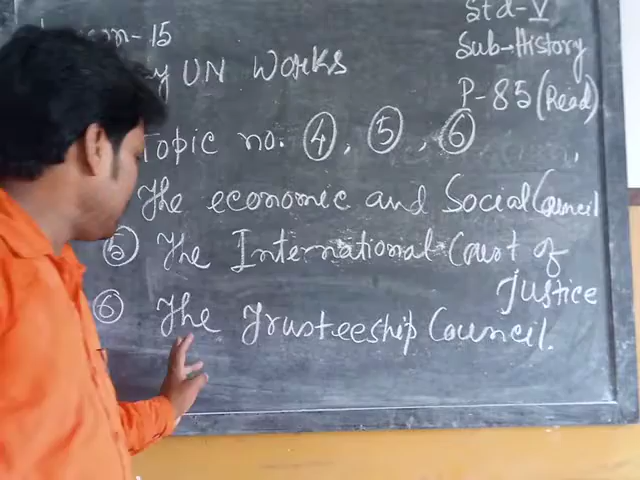 Std-V
Sub→History
P-85 (Read)
-15
UN Works
Topic no. ④, ⑤, ⑥
The economic and Social Council
⑤ The International Court of
Justice
⑥ The Trusteeship Council.